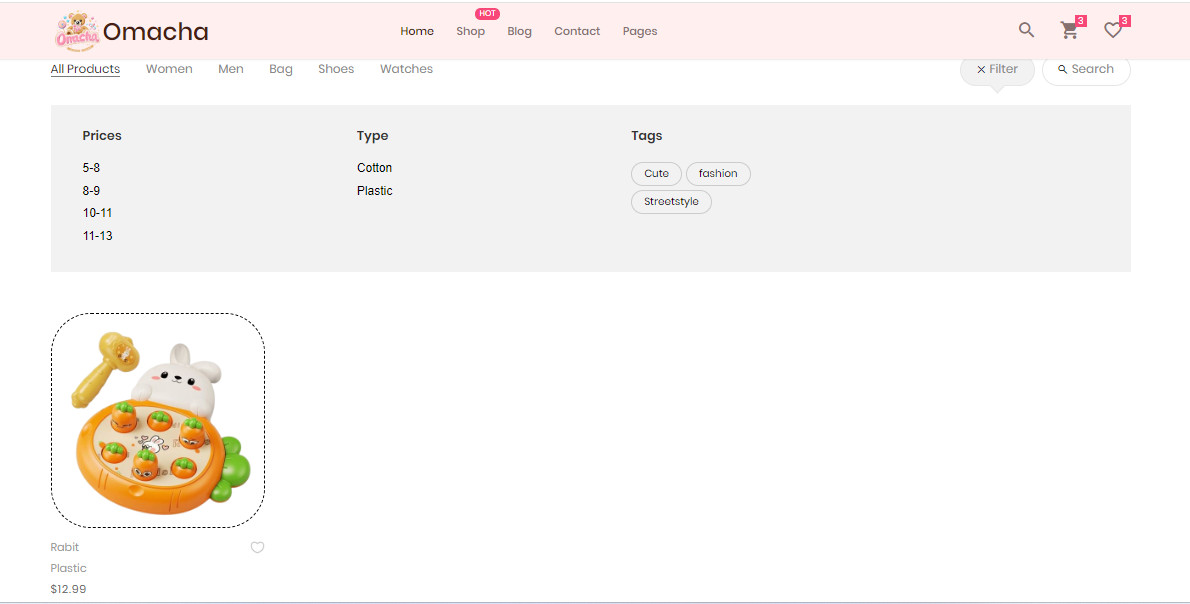 HOT
Omacha Omacha Home Shop Blog Contact Pages 3 3
All Products Women Men Bag Shoes Watches Filter Search
Prices Type Tags
5-8 Cotton Cute fashion
8-9 Plastic Streetstyle
10-11
11-13
Rabit
Plastic
$12.99